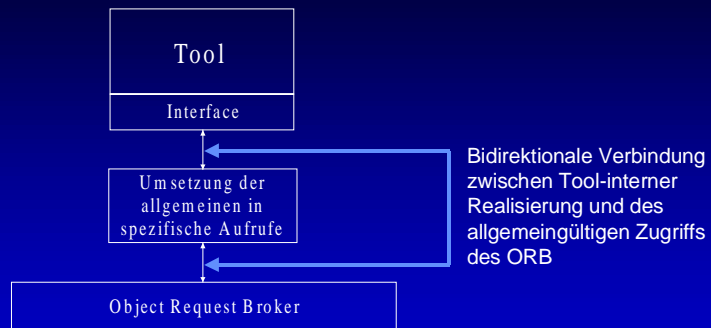 Tool
Interface
Umsetzung der
allgemeinen in
spezifische Aufrufe
Object Request Broker
Bidirektionale Verbindung
zwischen Tool-interner
Realisierung und des
allgemeingültigen Zugriffs
des ORB